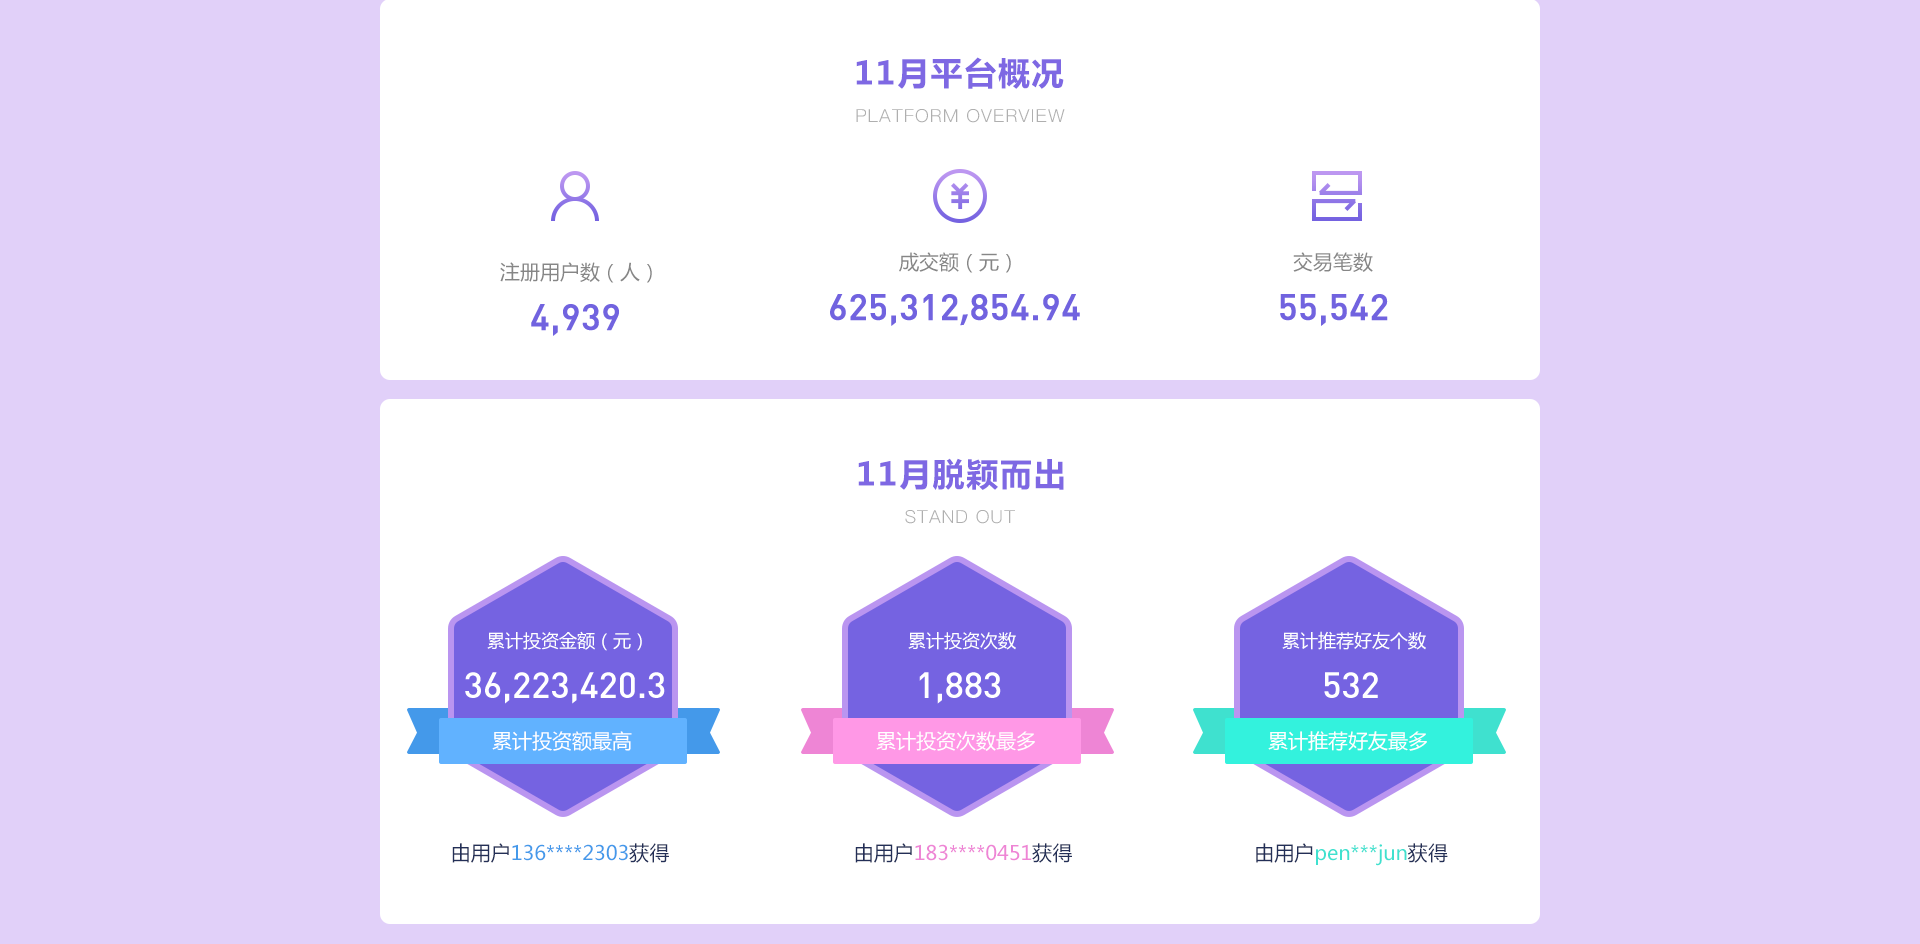 11月平台概况
PLATFORM OVERVIEW
¥
注册用户数（人）
4,939
成交额（元）
625,312,854.94
交易笔数
55,542
11月脱颖而出
STAND OUT
累计投资金额（元）
36,223,420.3
累计投资额最高
由用户136****2303获得
累计投资次数
1,883
累计投资次数最多
由用户183****0451获得
累计推荐好友个数
532
累计推荐好友最多
由用户pen***jun获得